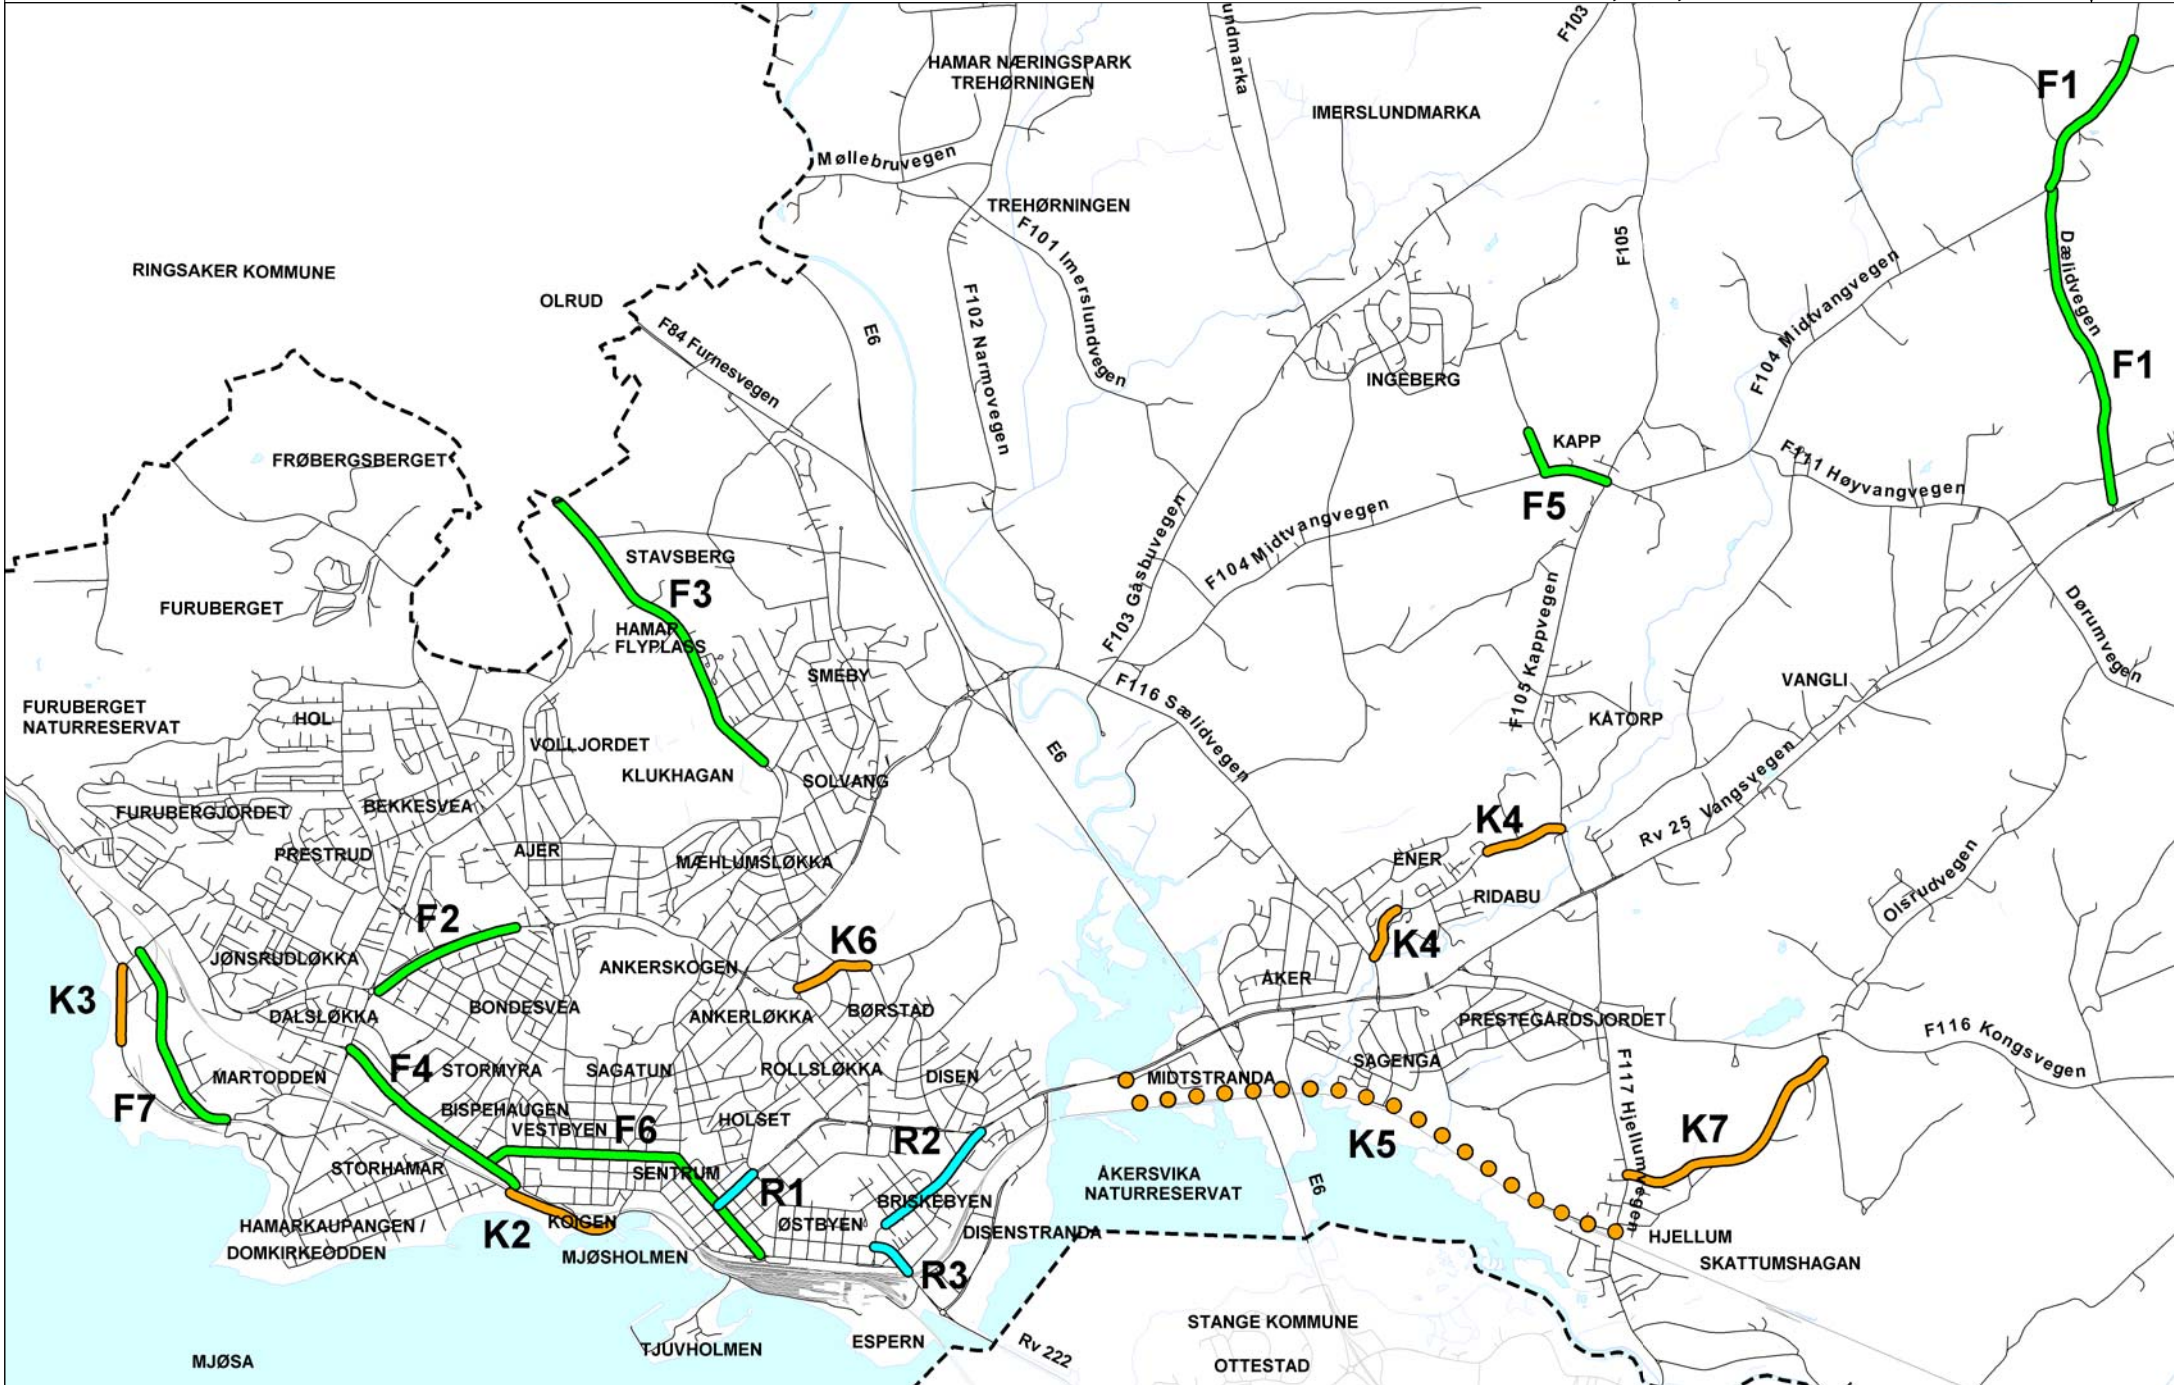 F103
undmarka
HAMAR NÆRINGSPARK
TREHØRNINGEN
F1
IMERSLUNDMARKA
Møllebruvegen
TREHØRNINGEN
F101 Imerslundvegen
F105
Dælidvegen
RINGSAKER KOMMUNE
OLRUD
F84 Furnesvegen
E6
F102 Narmovegen
F104 Midtvangvegen
INGEBERG
F1
FRØBERGSBERGET
KAPP
F111 Høyvangvegen
F5
F103 Gåsbuvegen
F104 Midtvangvegen
STAVSBERG
F3
FURUBERGET
HAMAR
FLYPLASS
F105 Kappvegen
Dørumvegen
SMEBY
F116 Sælidvegen
VANGLI
FURUBERGET
NATURRESERVAT
HOL
KÅTORP
VOLLJORDET
KLUKHAGAN
SOLVANG
E6
Rv 25 Vangsvegen
FURUBERGJORDET
BEKKESVEA
K4
PRESTRUD
AJER
MÆHLUMSLØKKA
ENER
RIDABU
Olsrudvegen
F2
K6
K4
JØNSRUDLØKKA
ANKERSKOGEN
ÅKER
K3
DALSLØKKA
BONDESVEA
ANKERLØKKA
BØRSTAD
PRESTEGÅRDSJORDET
F116 Kongsvegen
F4
MARTODDEN
STORMYRA
SAGATUN
ROLLSLØKKA
DISEN
MIDTSTRANDA
SAGENGA
F117 Hjellumvegen
F7
BISPEHAUGEN
VESTBYEN
F6
HOLSET
R2
K5
K7
STORHAMAR
SENTRUM
R1
BRISKEBYEN
ÅKERSVIKA
NATURRESERVAT
E6
HAMARKAUPANGEN /
DOMKIRKEODDEN
K2
KOIGEN
ØSTBYEN
DISENSTRANDA
HJELLUM
MJØSHOLMEN
R3
SKATTUMSHAGAN
MJØSA
TJUVHOLMEN
ESPERN
Rv 222
STANGE KOMMUNE
OTTESTAD